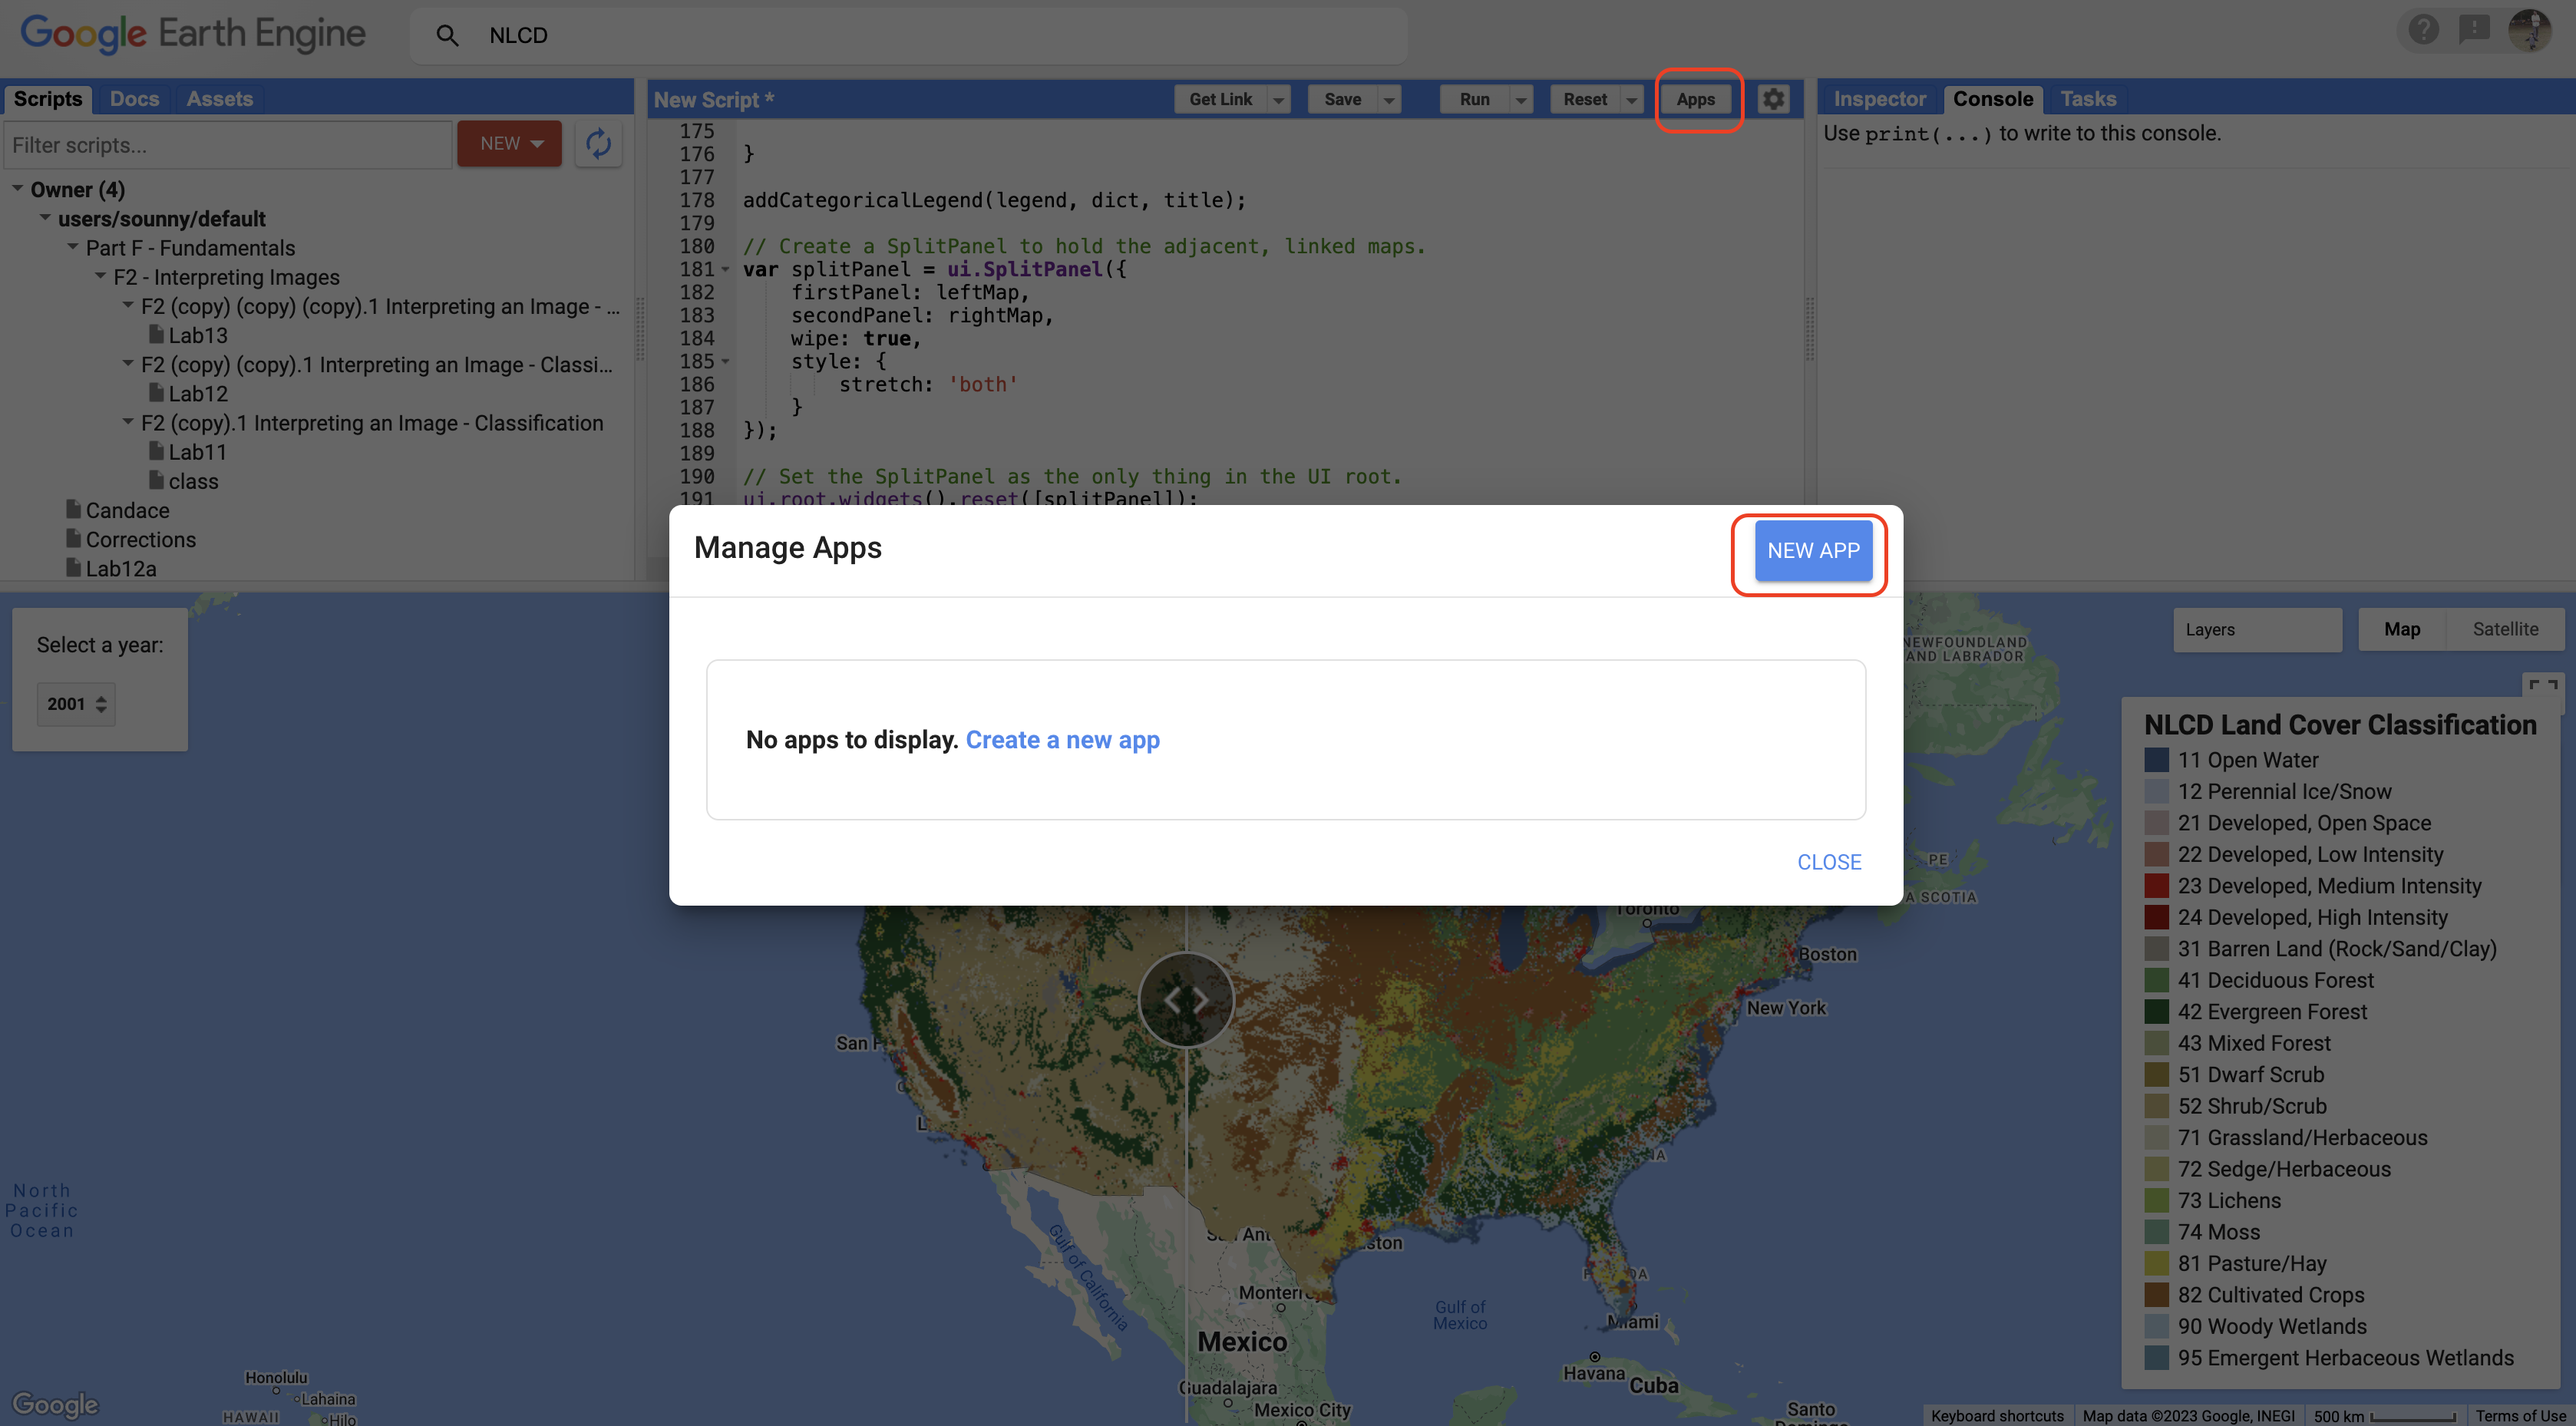 Google Earth Engine
NLCD
Scripts Docs Assets
Filter scripts...
NEW
Owner (4)
users/sounny/default
Part F - Fundamentals
F2 - Interpreting Images
F2 (copy) (copy) (copy).1 Interpreting an Image - ...
Lab13
F2 (copy) (copy).1 Interpreting an Image - Classi...
Lab12
F2 (copy).1 Interpreting an Image - Classification
Lab11
class
Candace
Corrections
Lab12a
New Script *
Get Link Save Run Reset Apps
175
176 }
177
178 addCategoricalLegend(legend, dict, title);
179
180 // Create a SplitPanel to hold the adjacent, linked maps.
181 var splitPanel = ui.SplitPanel({
182 firstPanel: leftMap,
183 secondPanel: rightMap,
184 wipe: true,
185 style: {
186 stretch: 'both'
187 }
188 });
189
190 // Set the SplitPanel as the only thing in the UI root.
191 ui.root.widgets().reset([splitPanel]);
Inspector Console Tasks
Use print(...) to write to this console.
Manage Apps
NEW APP
No apps to display. Create a new app
CLOSE
Select a year:
2001
Layers
Map Satellite
NEWFOUNDLAND
AND LABRADOR
PE
A SCOTIA
Toronto
Boston
New York
San F
L
NA
North
Pacific
Ocean
Gulf of California
San Ant
ston
Monterrey
Gulf of
Mexico
Miami
Mexico
Havana
Cuba
Guadalajara
Mexico City
Santo
Honolulu
Lahaina
HAWAII
Hilo
Google
NLCD Land Cover Classification
11 Open Water
12 Perennial Ice/Snow
21 Developed, Open Space
22 Developed, Low Intensity
23 Developed, Medium Intensity
24 Developed, High Intensity
31 Barren Land (Rock/Sand/Clay)
41 Deciduous Forest
42 Evergreen Forest
43 Mixed Forest
51 Dwarf Scrub
52 Shrub/Scrub
71 Grassland/Herbaceous
72 Sedge/Herbaceous
73 Lichens
74 Moss
81 Pasture/Hay
82 Cultivated Crops
90 Woody Wetlands
95 Emergent Herbaceous Wetlands
Keyboard shortcuts Map data ©2023 Google, INEGI 500 km Terms of Use